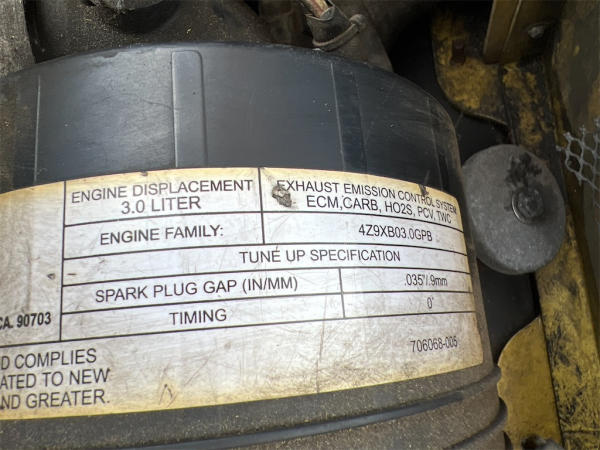 ENGINE DISPLACEMENT
3.0 LITER
EXHAUST EMISSION CONTROL SYSTEM
ECM,CARB, HO2S, PCV, TWC
ENGINE FAMILY:
4Z9XB03.0GPB
TUNE UP SPECIFICATION
SPARK PLUG GAP (IN/MM)
.035"/.9mm
CA. 90703
TIMING
0°
706068-005
D COMPLIES
ATED TO NEW
ND GREATER.